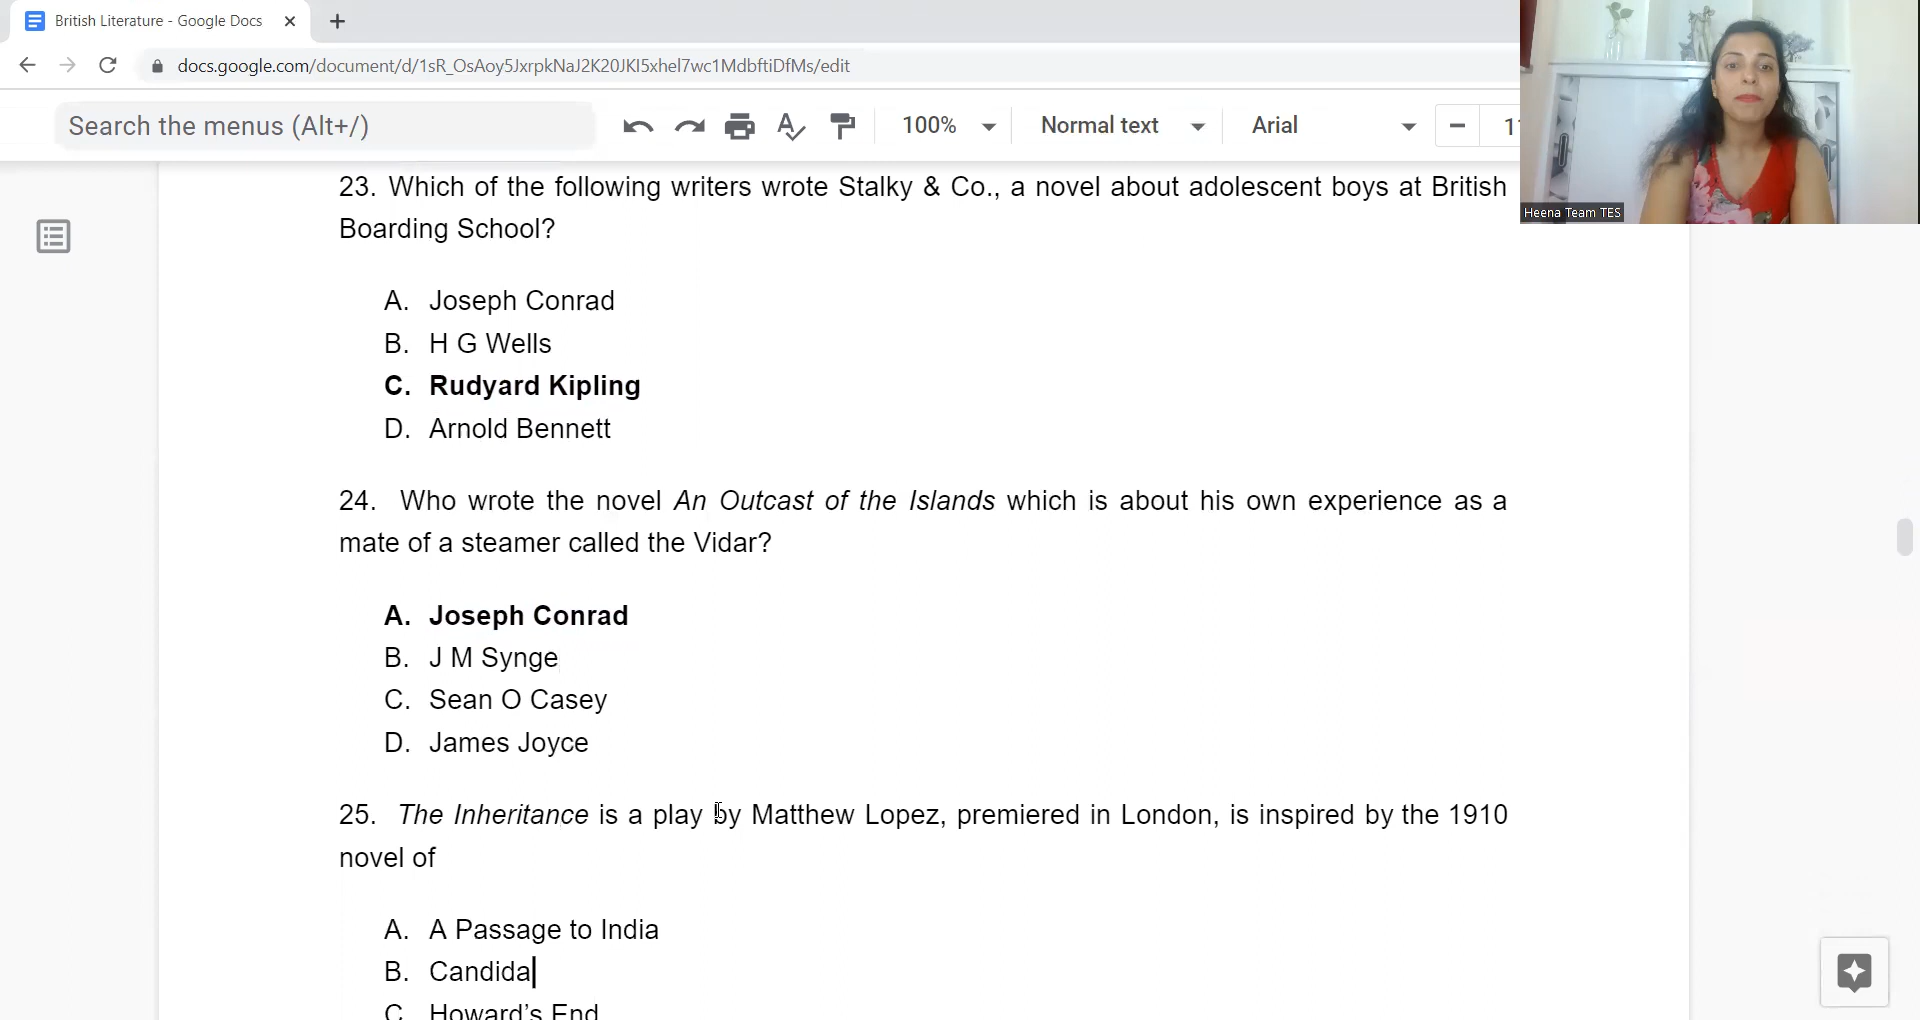 British Literature - Google Docs
docs.google.com/document/d/1sR_OsAoy5JxrpkNaJ2K20JKI5xhel7wc1MdbftiDfMs/edit
Search the menus (Alt+/)
100%
Normal text
Arial
Heena Team TES
23. Which of the following writers wrote Stalky & Co., a novel about adolescent boys at British
Boarding School?
A. Joseph Conrad
B. H G Wells
C. Rudyard Kipling
D. Arnold Bennett
24. Who wrote the novel An Outcast of the Islands which is about his own experience as a
mate of a steamer called the Vidar?
A. Joseph Conrad
B. J M Synge
C. Sean O Casey
D. James Joyce
25. The Inheritance is a play by Matthew Lopez, premiered in London, is inspired by the 1910
novel of
A. A Passage to India
B. Candida
C. Howard's End